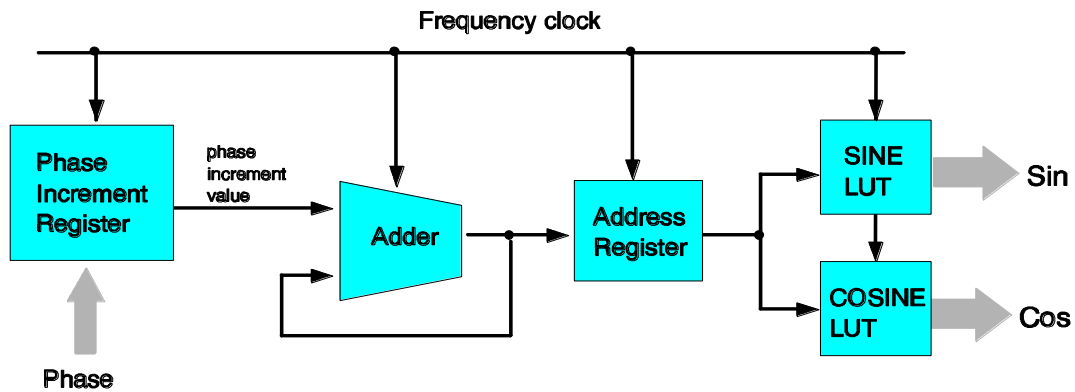 Frequency clock
Phase
Increment
Register
phase
increment
value
Adder
Address
Register
SINE
LUT
Sin
COSINE
LUT
Cos
Phase